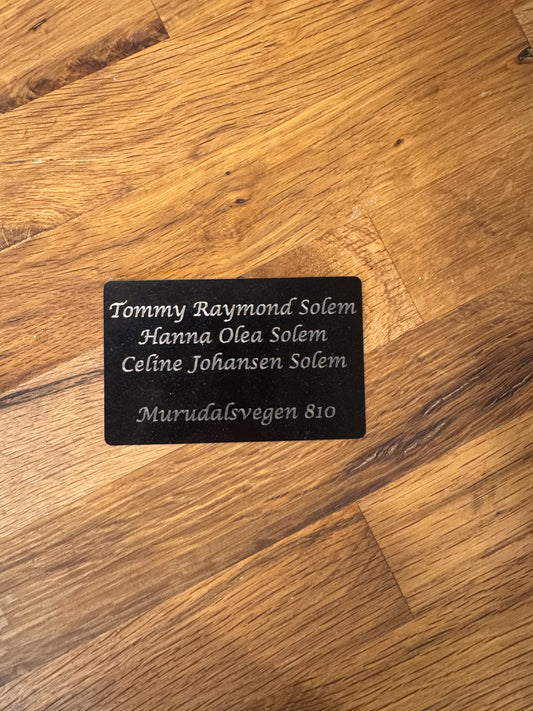 Tommy Raymond Solem
Hanna Olea Solem
Celine Johansen Solem
Murudalsvegen 810